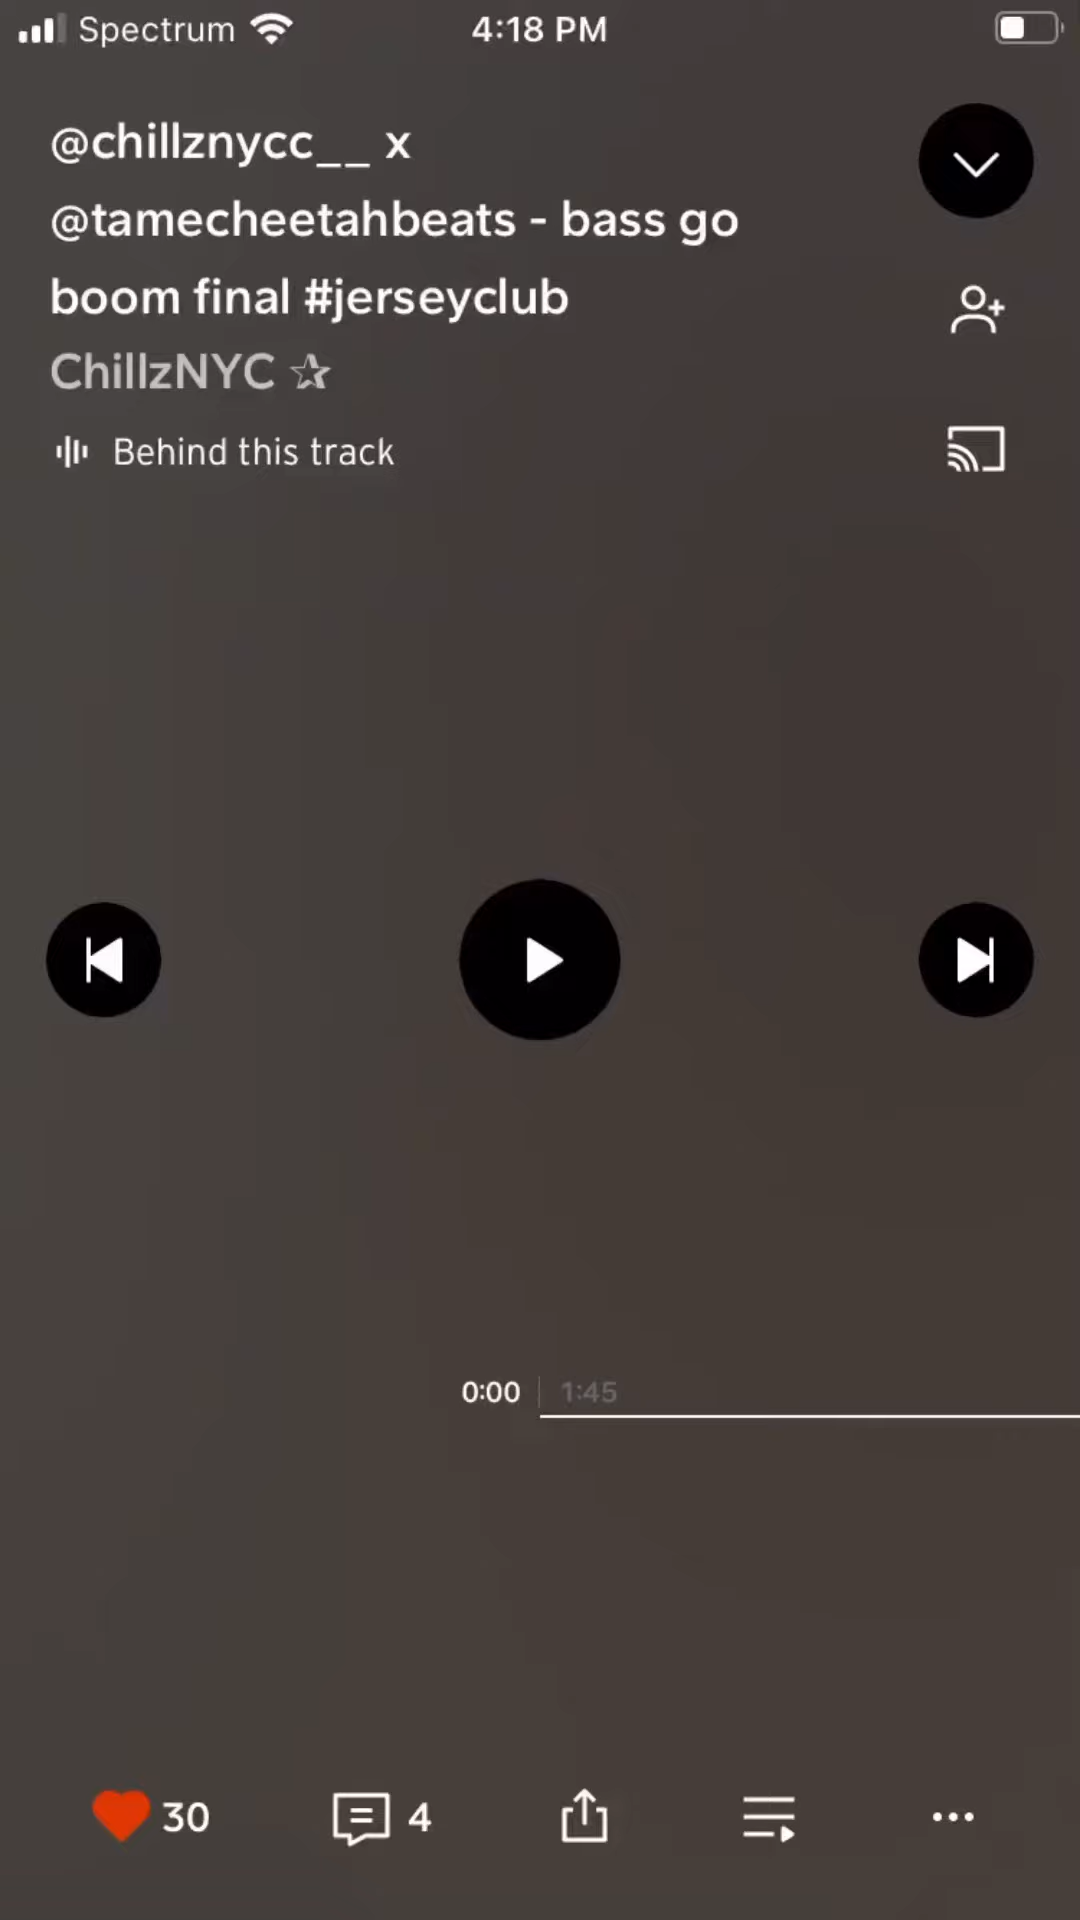 Spectrum 4:18 PM
@chillznycc__ x
@tamecheetahbeats - bass go
boom final #jerseyclub
ChillzNYC ☆
Behind this track
0:00 1:45
30 4